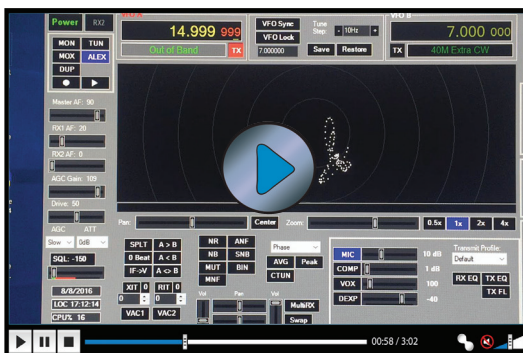 Power RX2
VFO A
14.999 999
Out of Band TX
VFO Sync
VFO Lock
7.000000
Tune
Step: - 10Hz +
Save Restore
VFO B
7.000 000
TX 40M Extra CW
MON TUN
MOX ALEX
DUP
Master AF: 90
RX1 AF: 20
RX2 AF: 0
AGC Gain: 109
Drive: 50
AGC ATT
Slow 0dB
SQL: -150
8/8/2016
LOC 17:12:14
CPU% 16
Pan: Center Zoom: 0.5x 1x 2x 4x
SPLT A > B
0 Beat A < B
IF->V A <> B
XIT 0 RIT 0
0 0
VAC1 VAC2
NR ANF
NB SNB
MUT BIN
MNF
Vol Pan Vol
MultiRX
Swap
Phase
AVG Peak
CTUN
MIC 10 dB
COMP 1 dB
VOX 100
DEXP -40
Transmit Profile:
Default
RX EQ TX EQ
TX FL
00:58 / 3:02